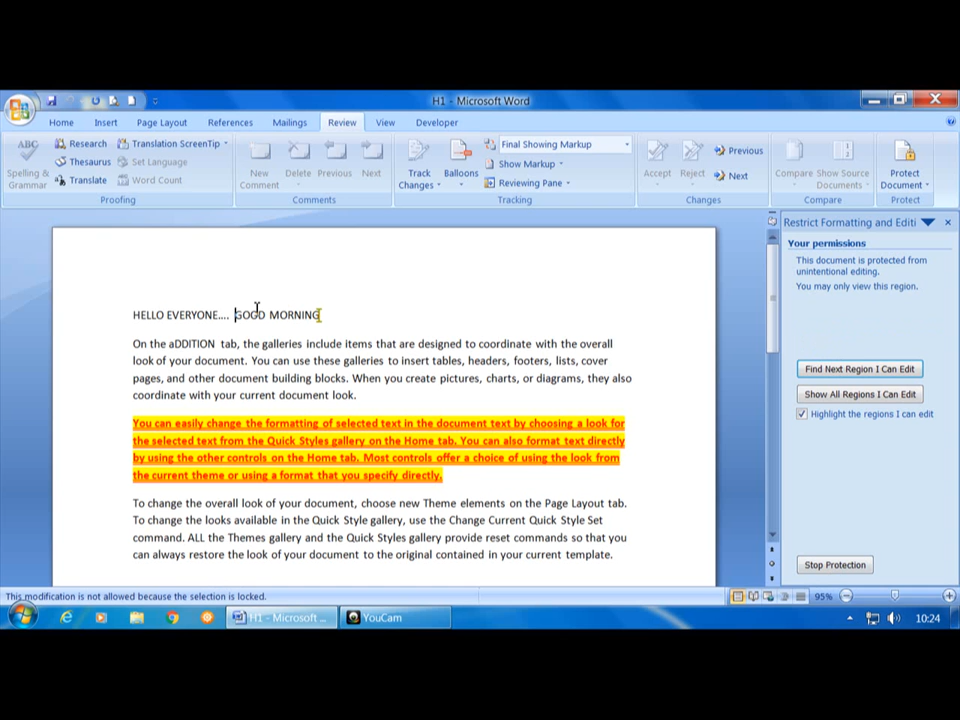 H1 - Microsoft Word
Home Insert Page Layout References Mailings Review View Developer
ABC Spelling & Grammar
Research
Thesaurus
Translate
Translation ScreenTip
Set Language
Word Count
Proofing
New Comment
Delete
Previous
Next
Comments
Track Changes
Balloons
Final Showing Markup
Show Markup
Reviewing Pane
Tracking
Accept
Reject
Previous
Next
Changes
Compare
Show Source Documents
Compare
Protect Document
Protect
HELLO EVERYONE.... GOOD MORNING
On the aDDITION tab, the galleries include items that are designed to coordinate with the overall
look of your document. You can use these galleries to insert tables, headers, footers, lists, cover
pages, and other document building blocks. When you create pictures, charts, or diagrams, they also
coordinate with your current document look.
You can easily change the formatting of selected text in the document text by choosing a look for
the selected text from the Quick Styles gallery on the Home tab. You can also format text directly
by using the other controls on the Home tab. Most controls offer a choice of using the look from
the current theme or using a format that you specify directly.
To change the overall look of your document, choose new Theme elements on the Page Layout tab.
To change the looks available in the Quick Style gallery, use the Change Current Quick Style Set
command. ALL the Themes gallery and the Quick Styles gallery provide reset commands so that you
can always restore the look of your document to the original contained in your current template.
Restrict Formatting and Editi
Your permissions
This document is protected from
unintentional editing.
You may only view this region.
Find Next Region I Can Edit
Show All Regions I Can Edit
Highlight the regions I can edit
Stop Protection
This modification is not allowed because the selection is locked.
95%
H1 - Microsoft ...
YouCam
10:24